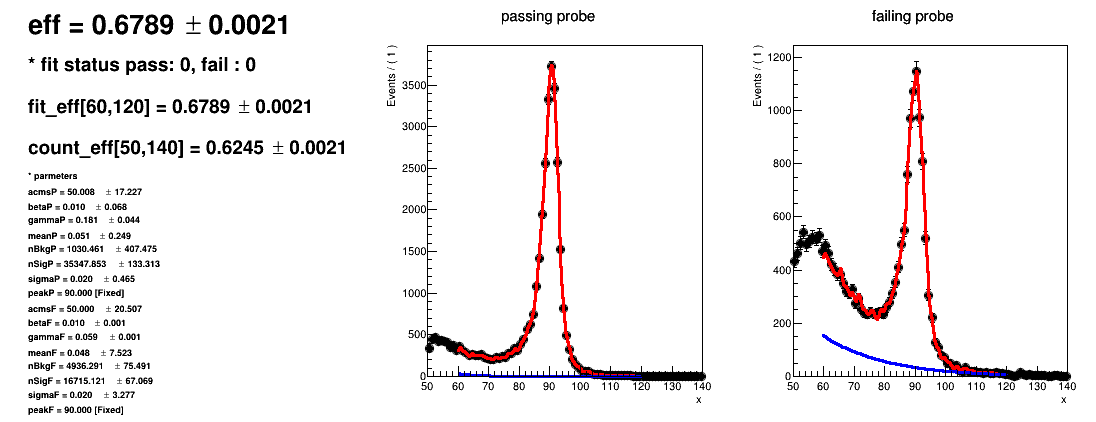 eff = 0.6789 ± 0.0021
* fit status pass: 0, fail : 0
fit_eff[60,120] = 0.6789 ± 0.0021
count_eff[50,140] = 0.6245 ± 0.0021
* parmeters
acmsP = 50.008 ± 17.227
betaP = 0.010 ± 0.068
gammaP = 0.181 ± 0.044
meanP = 0.051 ± 0.249
nBkgP = 1030.461 ± 407.475
nSigP = 35347.853 ± 133.313
sigmaP = 0.020 ± 0.465
peakP = 90.000 [Fixed]
acmsF = 50.000 ± 20.507
betaF = 0.010 ± 0.001
gammaF = 0.059 ± 0.001
meanF = 0.048 ± 7.523
nBkgF = 4936.291 ± 75.491
nSigF = 16715.121 ± 67.069
sigmaF = 0.020 ± 3.277
peakF = 90.000 [Fixed]
passing probe
Events / ( 1 )
3500
3000
2500
2000
1500
1000
500
0
50 60 70 80 90 100 110 120 130 140
x
failing probe
Events / ( 1 )
1200
1000
800
600
400
200
0
50 60 70 80 90 100 110 120 130 140
x